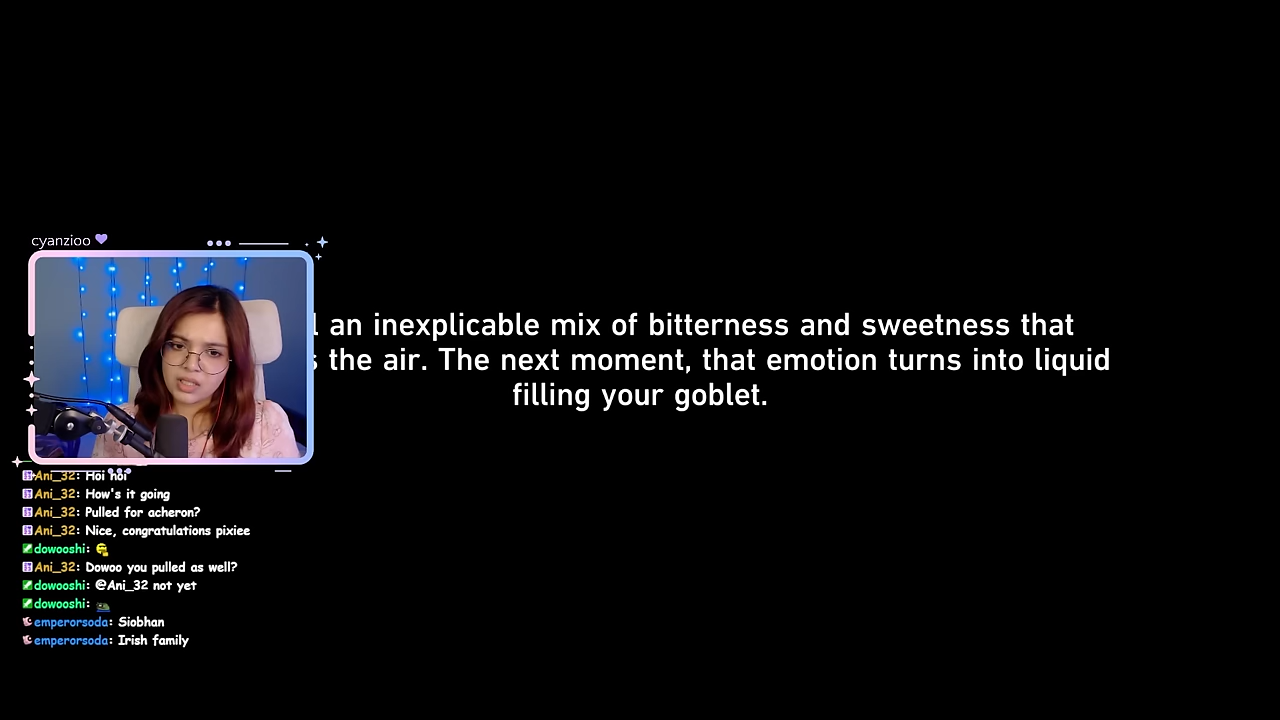 cyanzioo
an inexplicable mix of bitterness and sweetness that
the air. The next moment, that emotion turns into liquid
filling your goblet.
Ani_32: Hoi hoi
Ani_32: How's it going
Ani_32: Pulled for acheron?
Ani_32: Nice, congratulations pixiee
dowooshi:
Ani_32: Dowoo you pulled as well?
dowooshi: @Ani_32 not yet
dowooshi:
emperorsoda: Siobhan
emperorsoda: Irish family